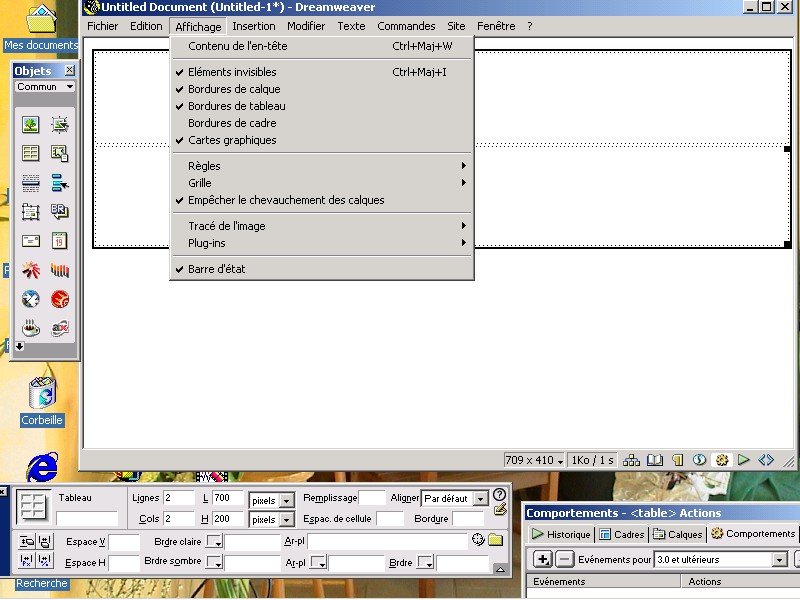 Untitled Document (Untitled-1*) - Dreamweaver
Fichier Edition Affichage Insertion Modifier Texte Commandes Site Fenêtre ?
Mes documents
Objets
Commun
Contenu de l'en-tête Ctrl+Maj+W
Eléments invisibles Ctrl+Maj+I
Bordures de calque
Bordures de tableau
Bordures de cadre
Cartes graphiques
Règles
Grille
Empêcher le chevauchement des calques
Tracé de l'image
Plug-ins
Barre d'état
Corbeille
709 x 410 1Ko / 1 s
Tableau Lignes 2 L 700 pixels Remplissage Aligner Par défaut
Cols 2 H 200 pixels Espac. de cellule Bordure
Espace V Brdre claire Ar-pl
Espace H Brdre sombre Ar-pl Brdre
Recherche
Comportements - <table> Actions
Historique Cadres Calques Comportements
Evénements pour 3.0 et ultérieurs
Evénements Actions